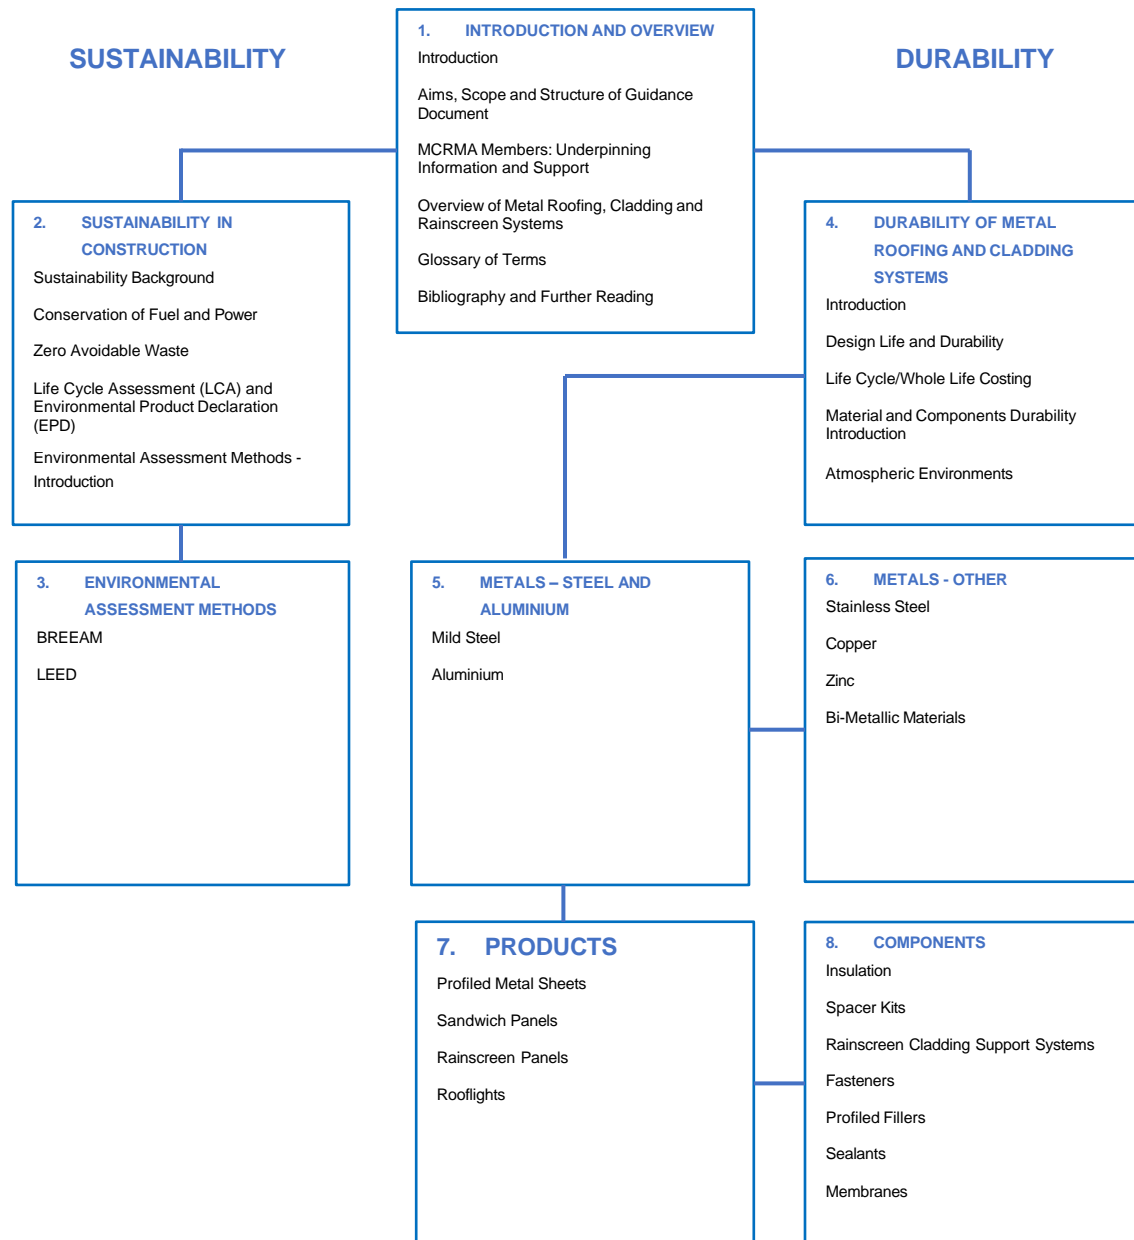 SUSTAINABILITY
DURABILITY
1. INTRODUCTION AND OVERVIEW
Introduction
Aims, Scope and Structure of Guidance
Document
MCRMA Members: Underpinning
Information and Support
Overview of Metal Roofing, Cladding and
Rainscreen Systems
Glossary of Terms
Bibliography and Further Reading
2. SUSTAINABILITY IN
CONSTRUCTION
Sustainability Background
Conservation of Fuel and Power
Zero Avoidable Waste
Life Cycle Assessment (LCA) and
Environmental Product Declaration
(EPD)
Environmental Assessment Methods -
Introduction
4. DURABILITY OF METAL
ROOFING AND CLADDING
SYSTEMS
Introduction
Design Life and Durability
Life Cycle/Whole Life Costing
Material and Components Durability
Introduction
Atmospheric Environments
3. ENVIRONMENTAL
ASSESSMENT METHODS
BREEAM
LEED
5. METALS – STEEL AND
ALUMINIUM
Mild Steel
Aluminium
6. METALS - OTHER
Stainless Steel
Copper
Zinc
Bi-Metallic Materials
7. PRODUCTS
Profiled Metal Sheets
Sandwich Panels
Rainscreen Panels
Rooflights
8. COMPONENTS
Insulation
Spacer Kits
Rainscreen Cladding Support Systems
Fasteners
Profiled Fillers
Sealants
Membranes